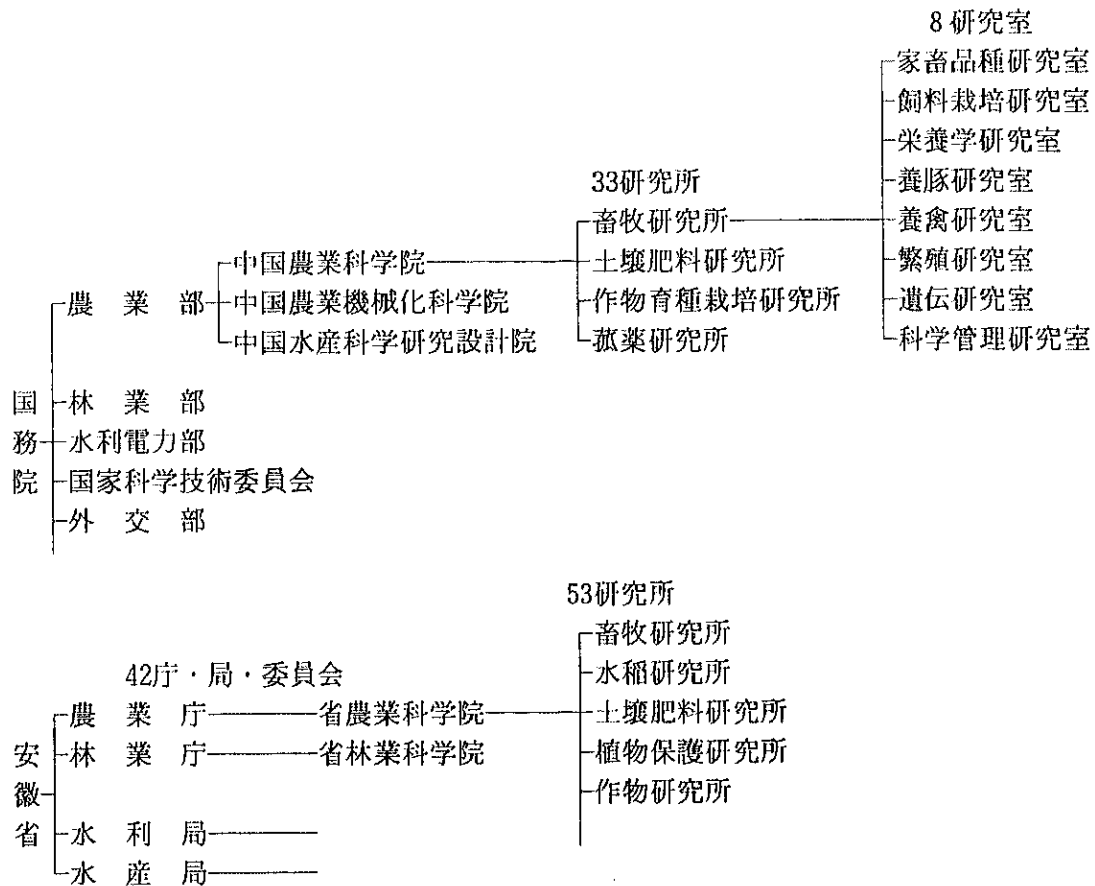 8研究室
家畜品種研究室
飼料栽培研究室
栄養学研究室
養豚研究室
養禽研究室
繁殖研究室
遺伝研究室
科学管理研究室
33研究所
畜牧研究所
土壌肥料研究所
作物育種栽培研究所
菰薬研究所
中国農業科学院
中国農業機械化科学院
中国水産科学研究設計院
国務院
農業部
林業部
水利電力部
国家科学技術委員会
外交部
53研究所
畜牧研究所
水稲研究所
土壌肥料研究所
植物保護研究所
作物研究所
42庁・局・委員会
安徽省
農業庁 省農業科学院
林業庁 省林業科学院
水利局
水産局